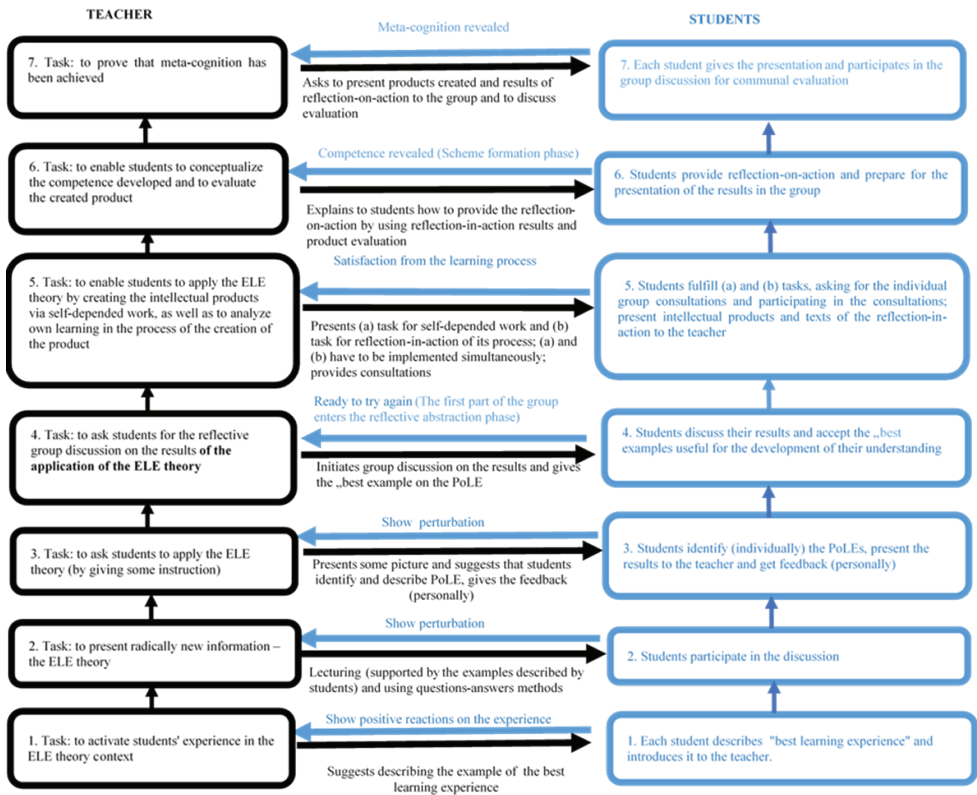 TEACHER
STUDENTS
Meta-cognition revealed
7. Task: to prove that meta-cognition has
been achieved
Asks to present products created and results of
reflection-on-action to the group and to discuss
evaluation
7. Each student gives the presentation and participates in the
group discussion for communal evaluation
6. Task: to enable students to conceptualize
the competence developed and to evaluate
the created product
Competence revealed (Scheme formation phase)
Explains to students how to provide the reflection-
on-action by using reflection-in-action results and
product evaluation
6. Students provide reflection-on-action and prepare for the
presentation of the results in the group
5. Task: to enable students to apply the ELE
theory by creating the intellectual products
via self-depended work, as well as to analyze
own learning in the process of the creation of
the product
Satisfaction from the learning process
Presents (a) task for self-depended work and (b)
task for reflection-in-action of its process; (a) and
(b) have to be implemented simultaneously;
provides consultations
5. Students fulfill (a) and (b) tasks, asking for the individual
group consultations and participating in the consultations;
present intellectual products and texts of the reflection-in-
action to the teacher
4. Task: to ask students for the reflective
group discussion on the results of the
application of the ELE theory
Ready to try again (The first part of the group
enters the reflective abstraction phase)
Initiates group discussion on the results and gives
the „best example on the PoLE
4. Students discuss their results and accept the „best
examples useful for the development of their understanding
3. Task: to ask students to apply the ELE
theory (by giving some instruction)
Show perturbation
Presents some picture and suggests that students
identify and describe PoLE, gives the feedback
(personally)
3. Students identify (individually) the PoLEs, present the
results to the teacher and get feedback (personally)
2. Task: to present radically new information –
the ELE theory
Show perturbation
Lecturing (supported by the examples described by
students) and using questions-answers methods
2. Students participate in the discussion
1. Task: to activate students' experience in the
ELE theory context
Show positive reactions on the experience
Suggests describing the example of the best
learning experience
1. Each student describes "best learning experience" and
introduces it to the teacher.